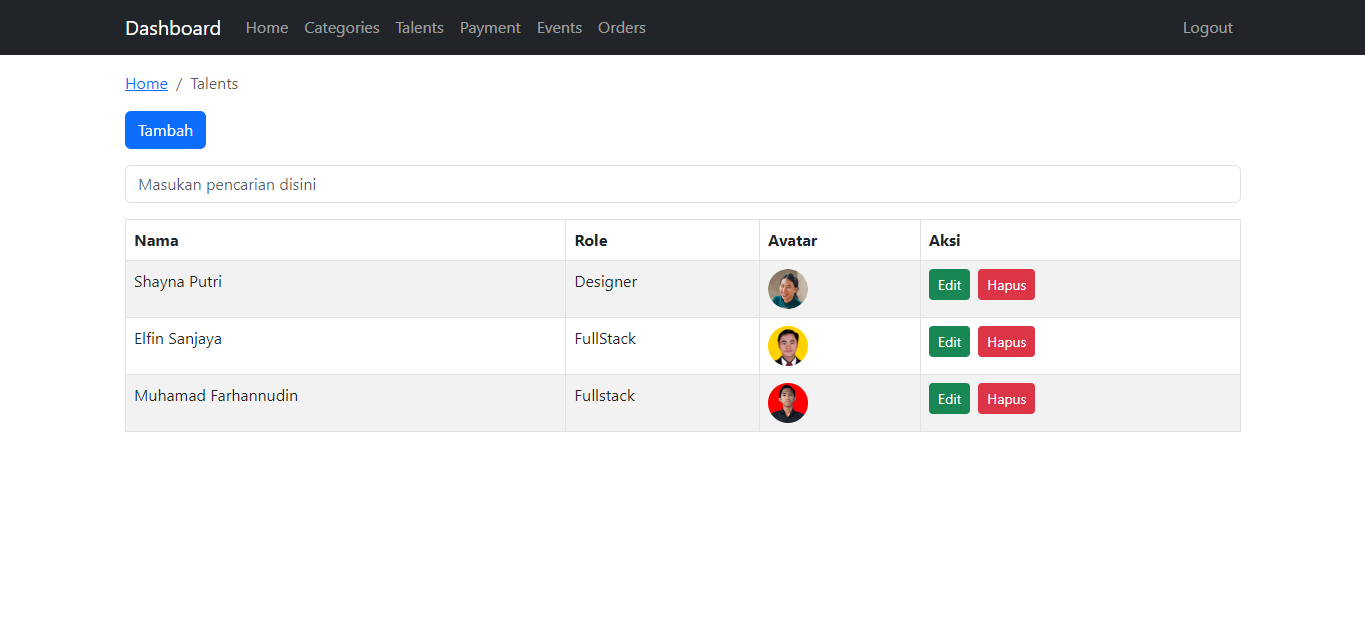 Dashboard Home Categories Talents Payment Events Orders Logout
Home / Talents
Tambah
Masukan pencarian disini
Nama Role Avatar Aksi
Shayna Putri Designer Edit Hapus
Elfin Sanjaya FullStack Edit Hapus
Muhamad Farhannudin Fullstack Edit Hapus